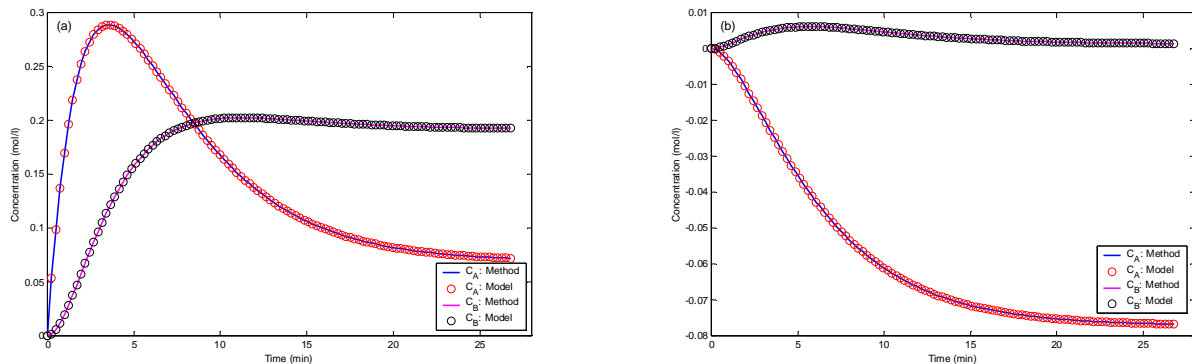 (a)
0.3
0.25
0.2
0.15
0.1
0.05
0
0 5 10 15 20 25
Concentration (mol/l)
Time (min)
C_A: Method
C_A: Model
C_B: Method
C_B: Model
(b)
0.01
0
-0.01
-0.02
-0.03
-0.04
-0.05
-0.06
-0.07
-0.08
0 5 10 15 20 25
Concentration (mol/l)
Time (min)
C_A: Method
C_A: Model
C_B: Method
C_B: Model